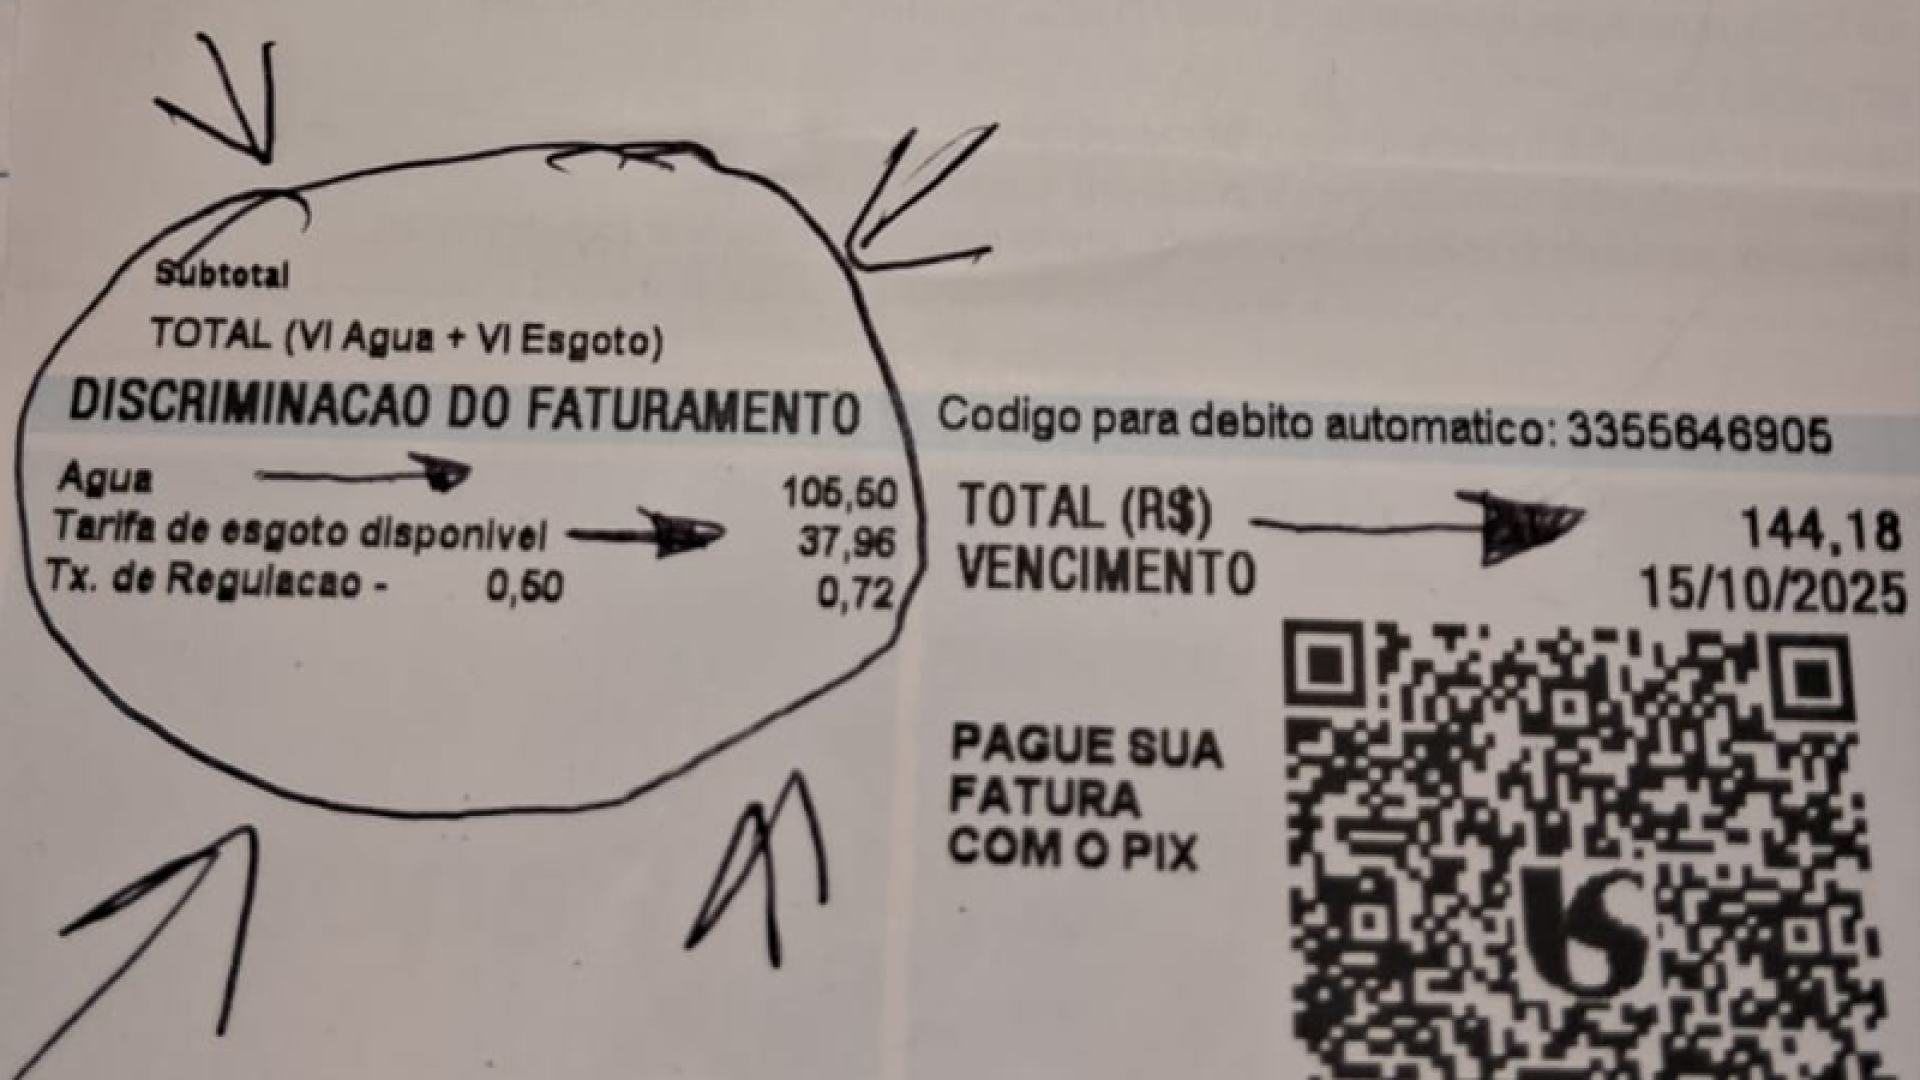 Subtotal
TOTAL (Vl Agua + Vl Esgoto)
DISCRIMINACAO DO FATURAMENTO
Agua 105,50
Tarifa de esgoto disponivel 37,96
Tx. de Regulacao - 0,50 0,72
Codigo para debito automatico: 3355646905
TOTAL (R$) 144,18
VENCIMENTO 15/10/2025
PAGUE SUA
FATURA
COM O PIX